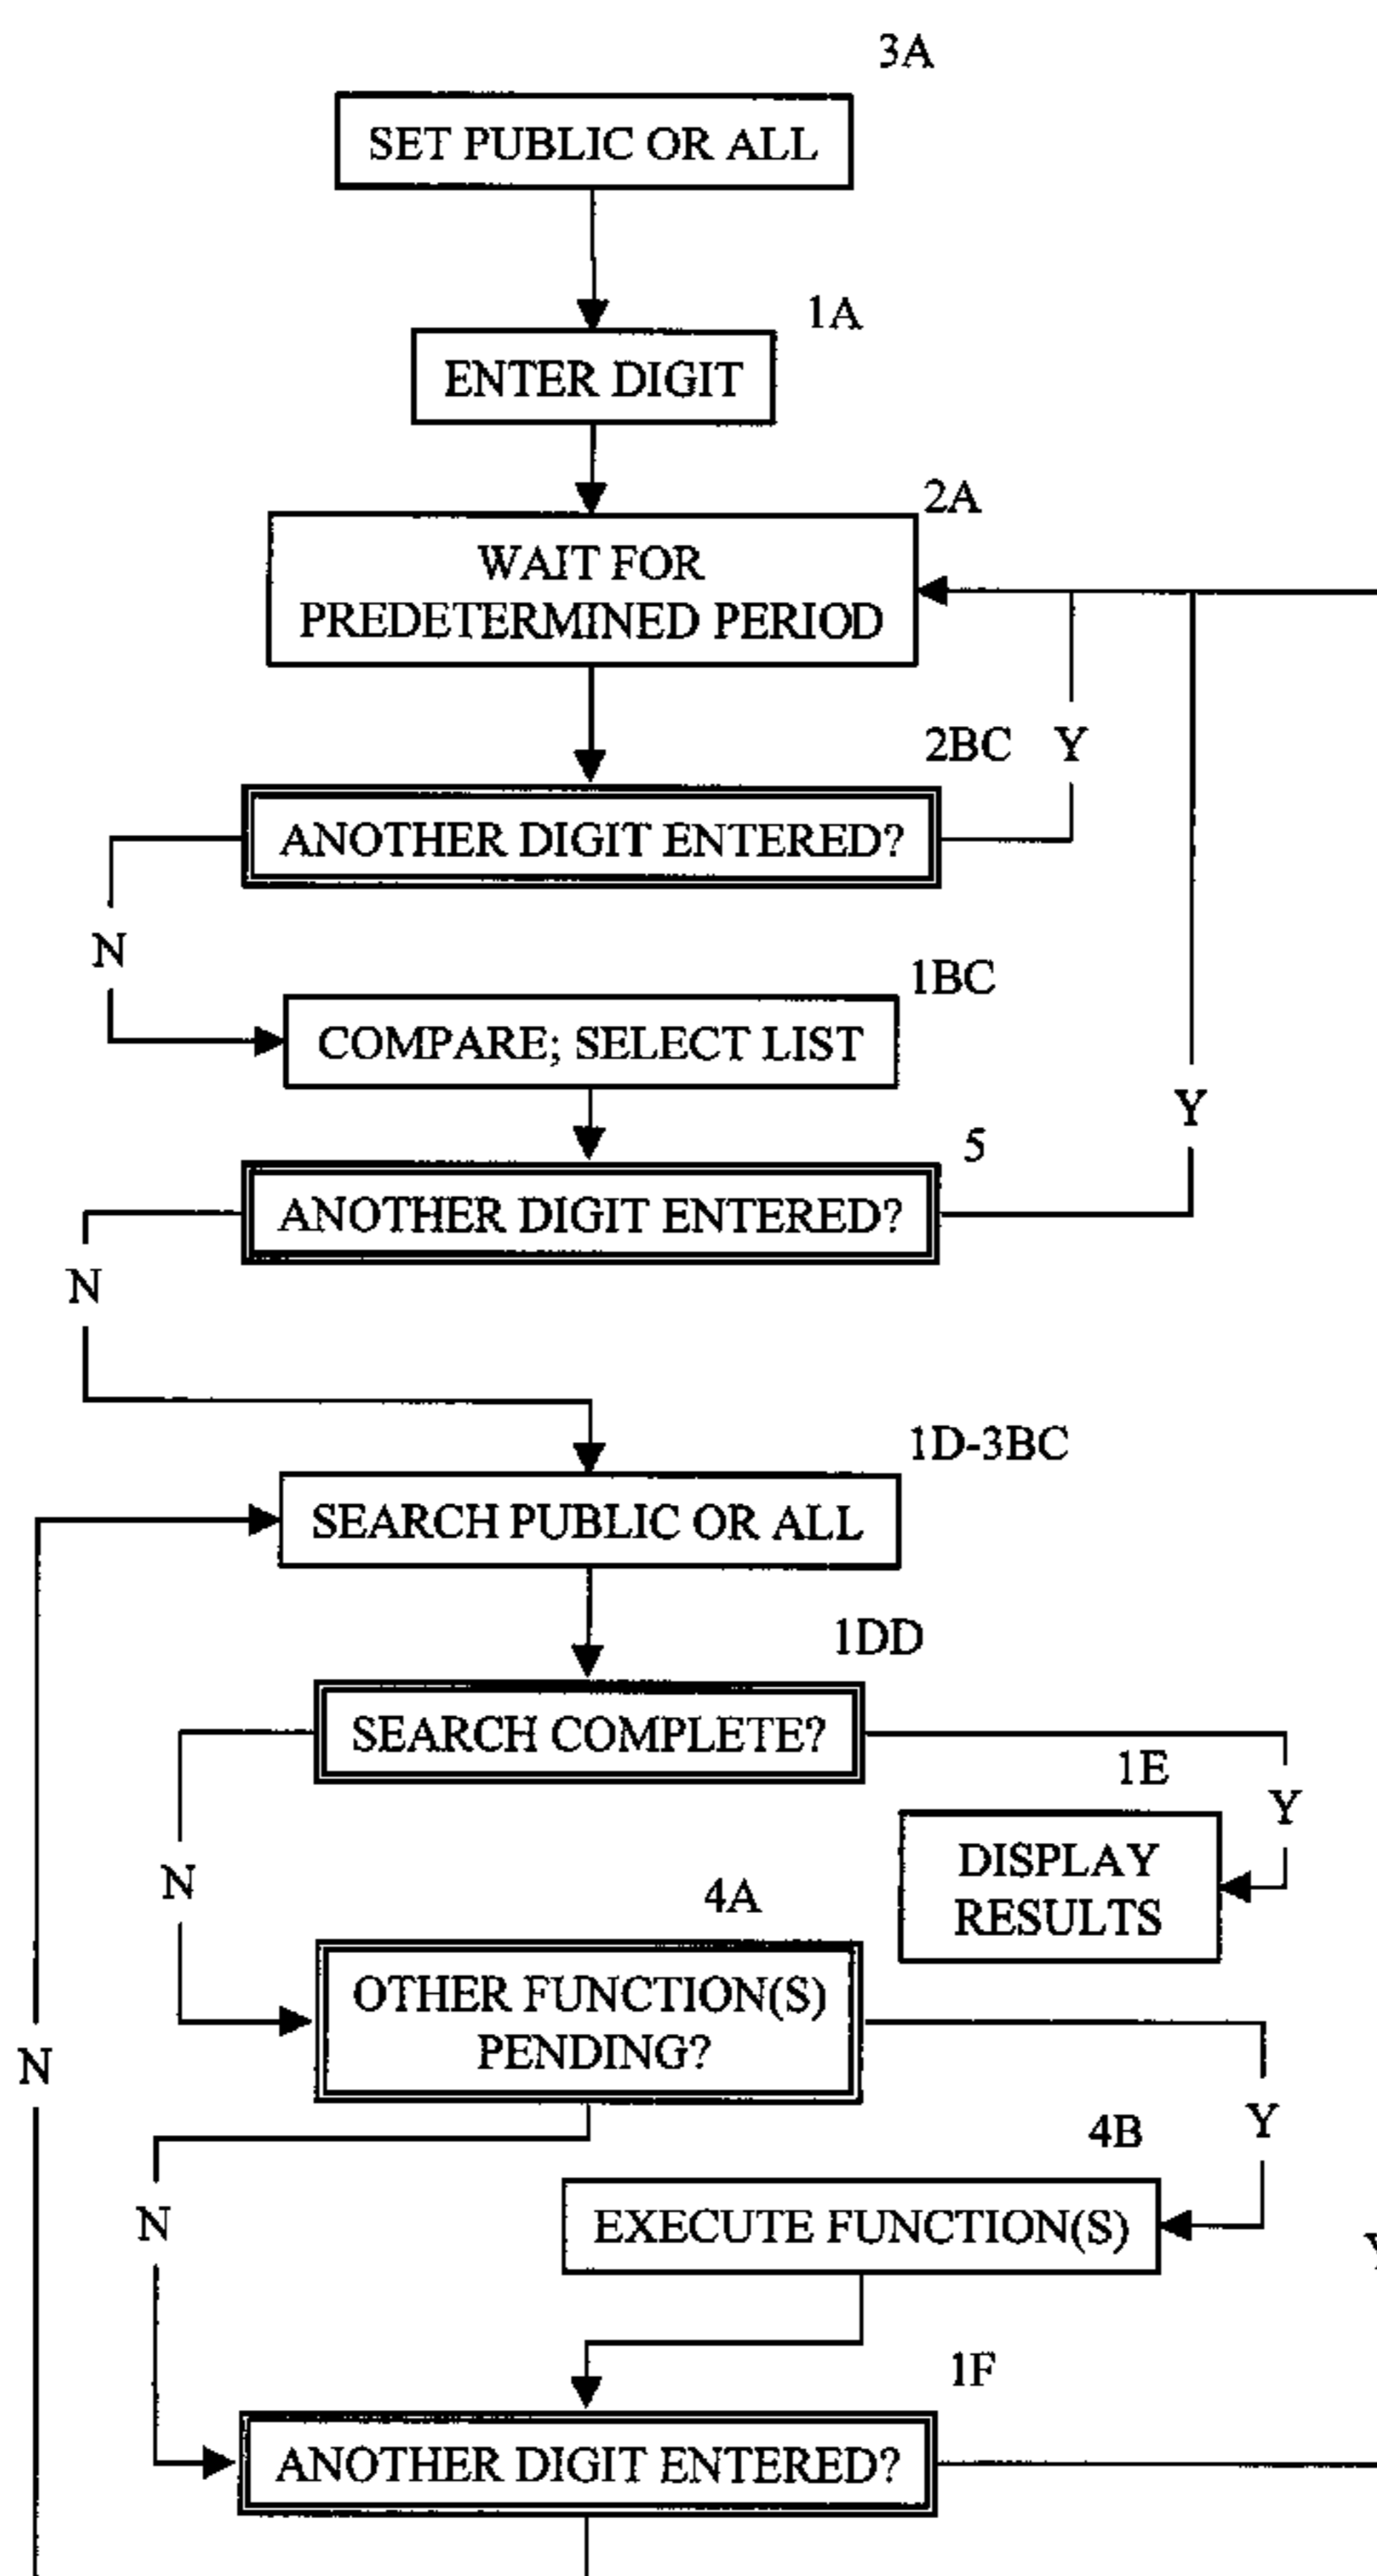 3A
SET PUBLIC OR ALL
1A
ENTER DIGIT
2A
WAIT FOR
PREDETERMINED PERIOD
2BC
Y
ANOTHER DIGIT ENTERED?
N
1BC
COMPARE; SELECT LIST
Y
5
ANOTHER DIGIT ENTERED?
N
1D-3BC
SEARCH PUBLIC OR ALL
1DD
SEARCH COMPLETE?
1E
Y
DISPLAY
RESULTS
N
4A
OTHER FUNCTION(S)
PENDING?
N
Y
4B
EXECUTE FUNCTION(S)
N
Y
1F
ANOTHER DIGIT ENTERED?